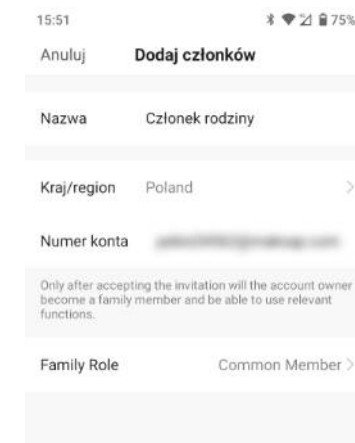 15:51 75%
Anuluj Dodaj członków
Nazwa Członek rodziny
Kraj/region Poland
Numer konta
Only after accepting the invitation will the account owner
become a family member and be able to use relevant
functions.
Family Role Common Member